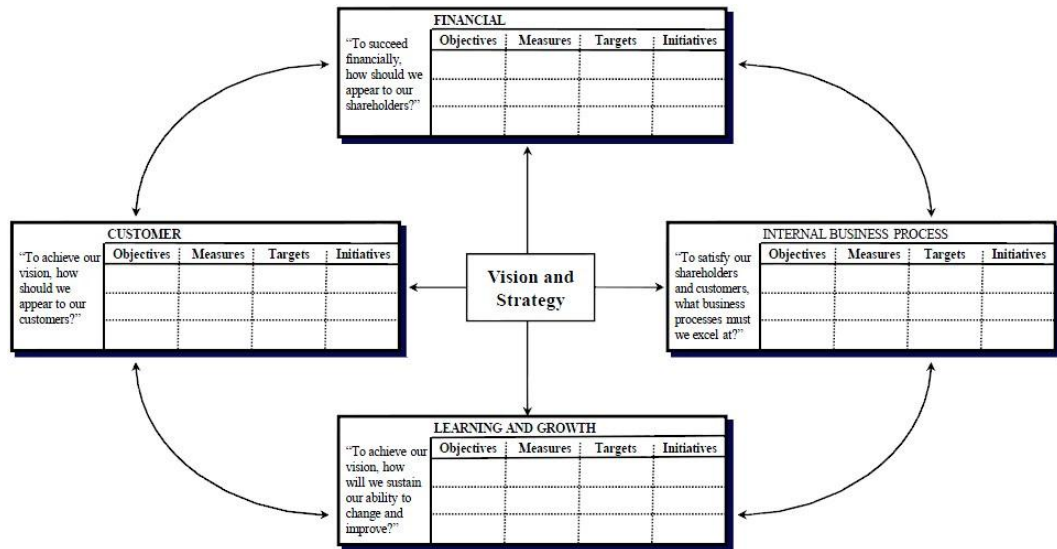 FINANCIAL
“To succeed
financially,
how should we
appear to our
shareholders?”
Objectives Measures Targets Initiatives
CUSTOMER
“To achieve our
vision, how
should we
appear to our
customers?”
Objectives Measures Targets Initiatives
Vision and
Strategy
INTERNAL BUSINESS PROCESS
“To satisfy our
shareholders
and customers,
what business
processes must
we excel at?”
Objectives Measures Targets Initiatives
LEARNING AND GROWTH
“To achieve our
vision, how
will we sustain
our ability to
change and
improve?”
Objectives Measures Targets Initiatives